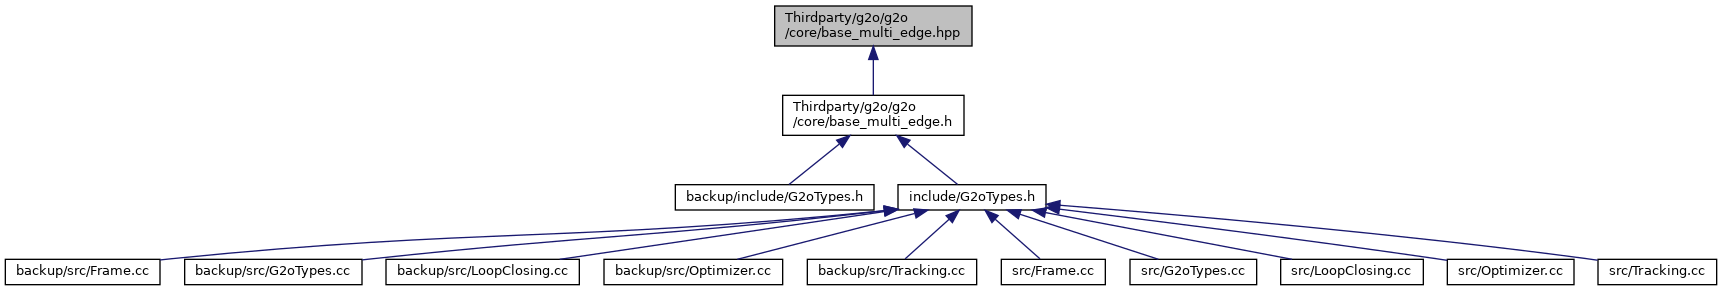 Thirdparty/g2o/g2o
/core/base_multi_edge.hpp
Thirdparty/g2o/g2o
/core/base_multi_edge.h
backup/include/G2oTypes.h
include/G2oTypes.h
backup/src/Frame.cc
backup/src/G2oTypes.cc
backup/src/LoopClosing.cc
backup/src/Optimizer.cc
backup/src/Tracking.cc
src/Frame.cc
src/G2oTypes.cc
src/LoopClosing.cc
src/Optimizer.cc
src/Tracking.cc